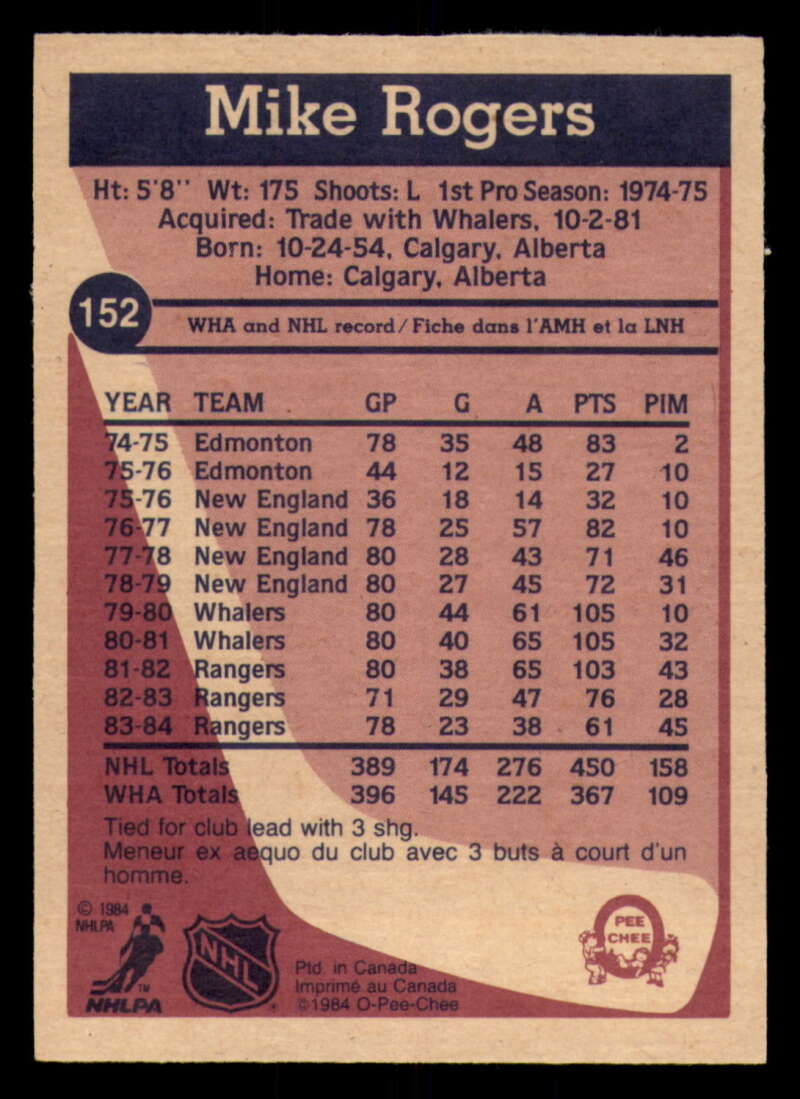 Mike Rogers
Ht: 5'8'' Wt: 175 Shoots: L 1st Pro Season: 1974-75
Acquired: Trade with Whalers, 10-2-81
Born: 10-24-54, Calgary, Alberta
Home: Calgary, Alberta
152
WHA and NHL record/Fiche dans l'AMH et la LNH
YEAR TEAM GP G A PTS PIM
74-75 Edmonton 78 35 48 83 2
75-76 Edmonton 44 12 15 27 10
75-76 New England 36 18 14 32 10
76-77 New England 78 25 57 82 10
77-78 New England 80 28 43 71 46
78-79 New England 80 27 45 72 31
79-80 Whalers 80 44 61 105 10
80-81 Whalers 80 40 65 105 32
81-82 Rangers 80 38 65 103 43
82-83 Rangers 71 29 47 76 28
83-84 Rangers 78 23 38 61 45
NHL Totals 389 174 276 450 158
WHA Totals 396 145 222 367 109
Tied for club lead with 3 shg.
Meneur ex aequo du club avec 3 buts à court d'un
homme.
© 1984
NHLPA
TM
NHLPA
NHL
®
Ptd. in Canada
Imprimé au Canada
©1984 O-Pee-Chee
O
PEE
CHEE